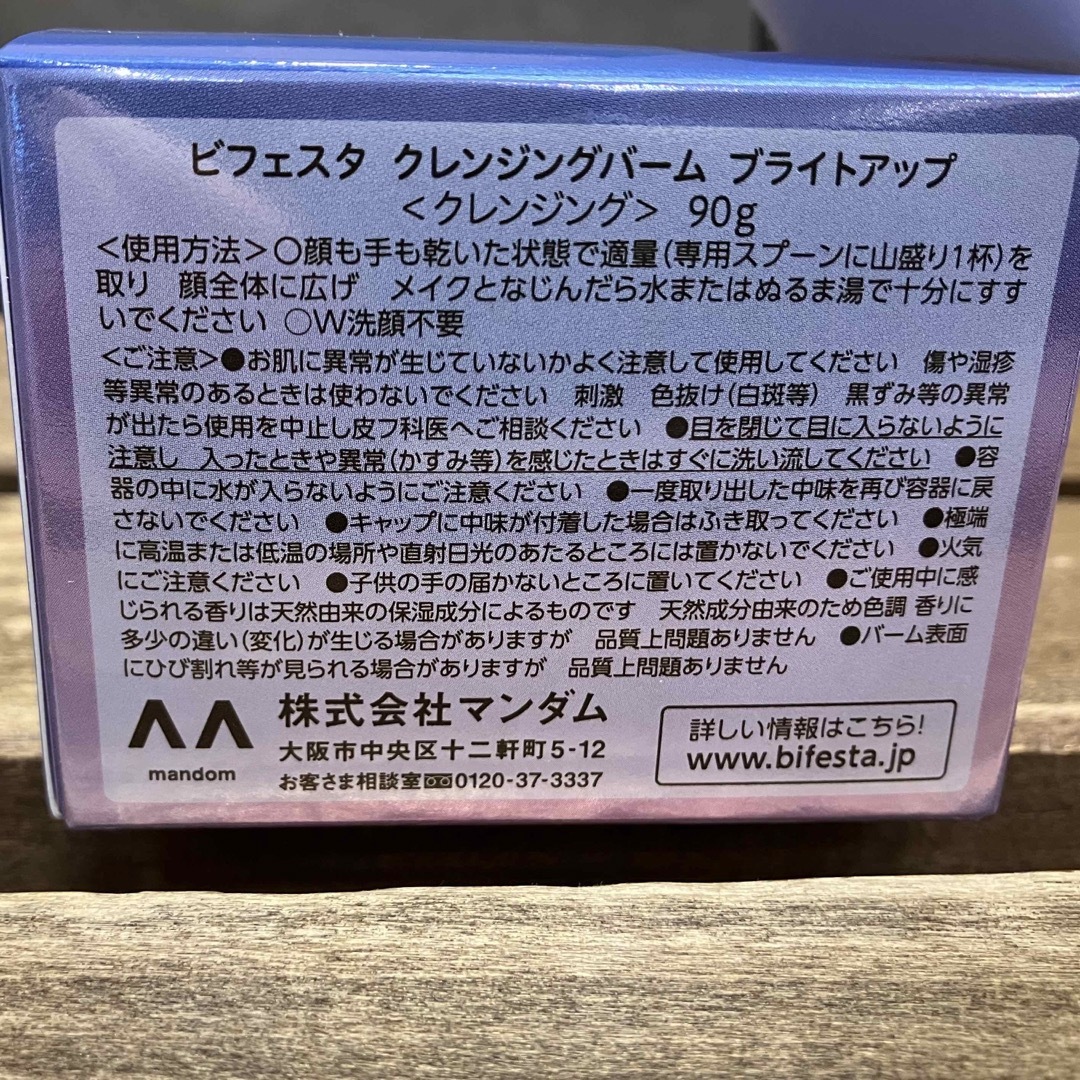 ビフェスタ クレンジングバーム ブライトアップ
＜クレンジング＞ 90g
＜使用方法＞○顔も手も乾いた状態で適量(専用スプーンに山盛り1杯)を
取り　顔全体に広げ　メイクとなじんだら水またはぬるま湯で十分にすす
いでください ○W洗顔不要
＜ご注意＞●お肌に異常が生じていないかよく注意して使用してください　傷や湿疹
等異常のあるときは使わないでください　刺激　色抜け(白斑等)　黒ずみ等の異常
が出たら使用を中止し皮フ科医へご相談ください　●目を閉じて目に入らないように
注意し　入ったときや異常(かすみ等)を感じたときはすぐに洗い流してください　●容
器の中に水が入らないようにご注意ください　●一度取り出した中味を再び容器に戻
さないでください　●キャップに中味が付着した場合はふき取ってください　●極端
に高温または低温の場所や直射日光のあたるところには置かないでください　●火気
にご注意ください　●子供の手の届かないところに置いてください　●ご使用中に感
じられる香りは天然由来の保湿成分によるものです　天然成分由来のため色調 香りに
多少の違い(変化)が生じる場合がありますが　品質上問題ありません　●バーム表面
にひび割れ等が見られる場合がありますが　品質上問題ありません
mandom
株式会社マンダム
大阪市中央区十二軒町5-12
お客さま相談室 0120-37-3337
詳しい情報はこちら!
www.bifesta.jp